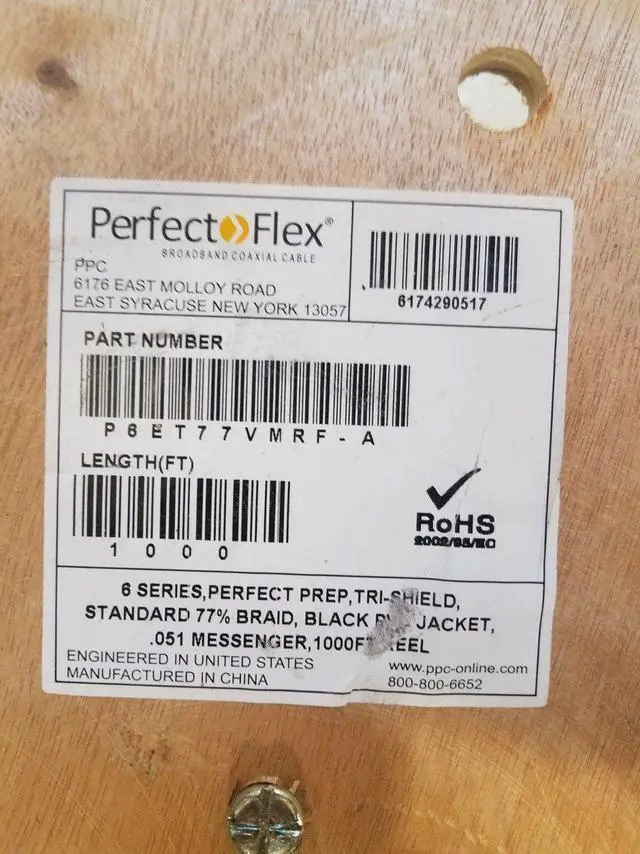 Perfect Flex®
BROADBAND COAXIAL CABLE
PPC
6176 EAST MOLLOY ROAD
EAST SYRACUSE NEW YORK 13057
6174290517
PART NUMBER
P6ET77VMRF-A
LENGTH(FT)
1000
RoHS
2002/95/EC
6 SERIES,PERFECT PREP,TRI-SHIELD,
STANDARD 77% BRAID, BLACK JACKET,
.051 MESSENGER,1000FT REEL
ENGINEERED IN UNITED STATES
MANUFACTURED IN CHINA
www.ppc-online.com
800-800-6652